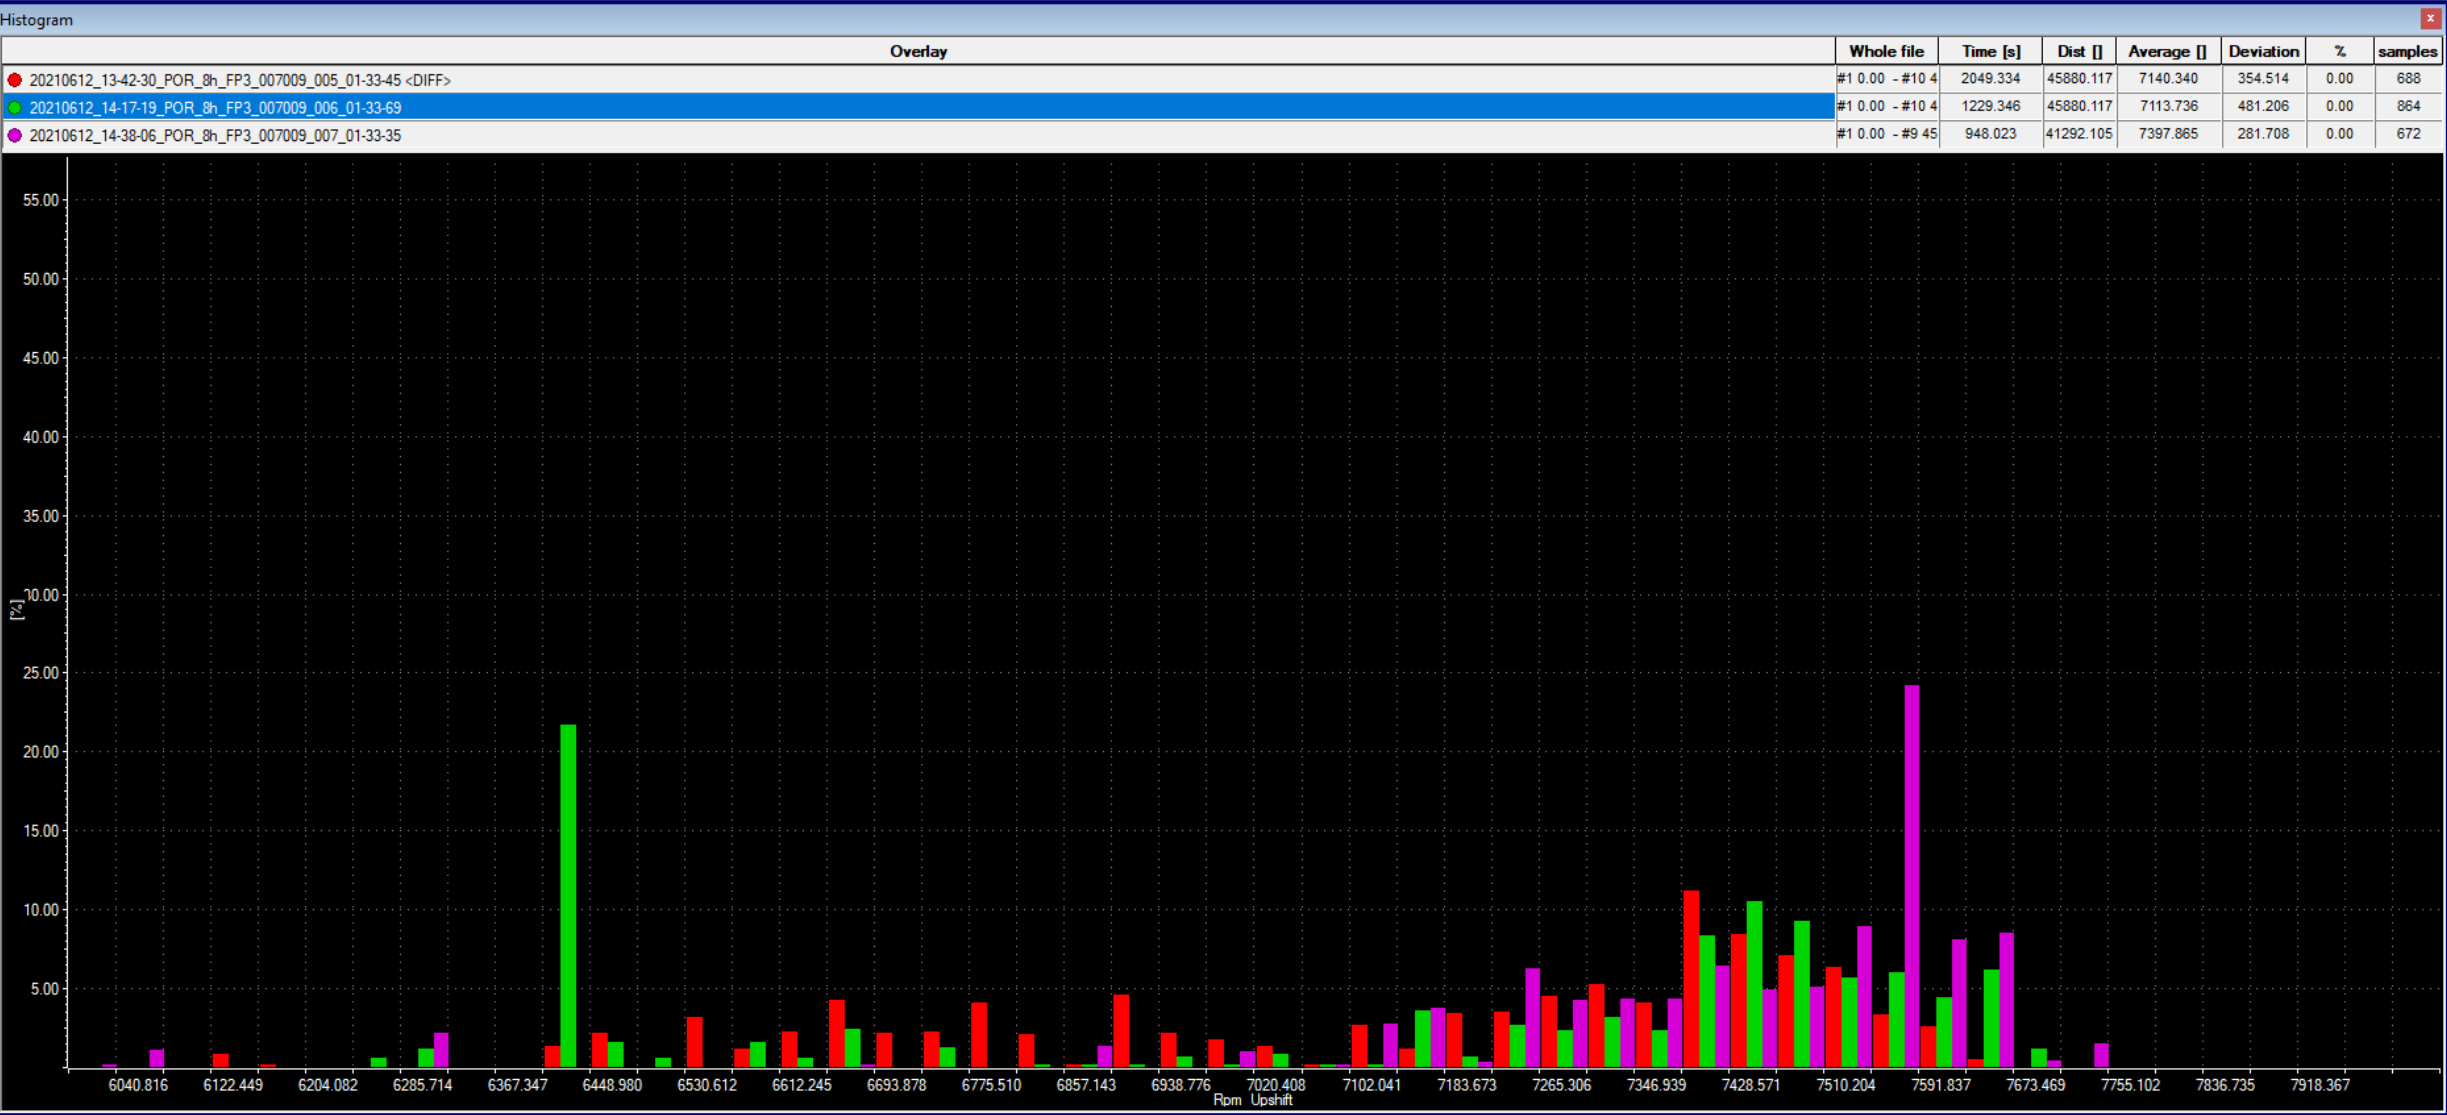 Histogram
x
Overlay Whole file Time [s] Dist [] Average [] Deviation % samples
20210612_13-42-30_POR_8h_FP3_007009_005_01-33-45 <DIFF> #1 0.00 - #10 4 2049.334 45880.117 7140.340 354.514 0.00 688
20210612_14-17-19_POR_8h_FP3_007009_006_01-33-69 #1 0.00 - #10 4 1229.346 45880.117 7113.736 481.206 0.00 864
20210612_14-38-06_POR_8h_FP3_007009_007_01-33-35 #1 0.00 - #9 45 948.023 41292.105 7397.865 281.708 0.00 672
55.00
50.00
45.00
40.00
35.00
30.00
[%]
25.00
20.00
15.00
10.00
5.00
6040.816 6122.449 6204.082 6285.714 6367.347 6448.980 6530.612 6612.245 6693.878 6775.510 6857.143 6938.776 7020.408 7102.041 7183.673 7265.306 7346.939 7428.571 7510.204 7591.837 7673.469 7755.102 7836.735 7918.367
Rpm_Upshift